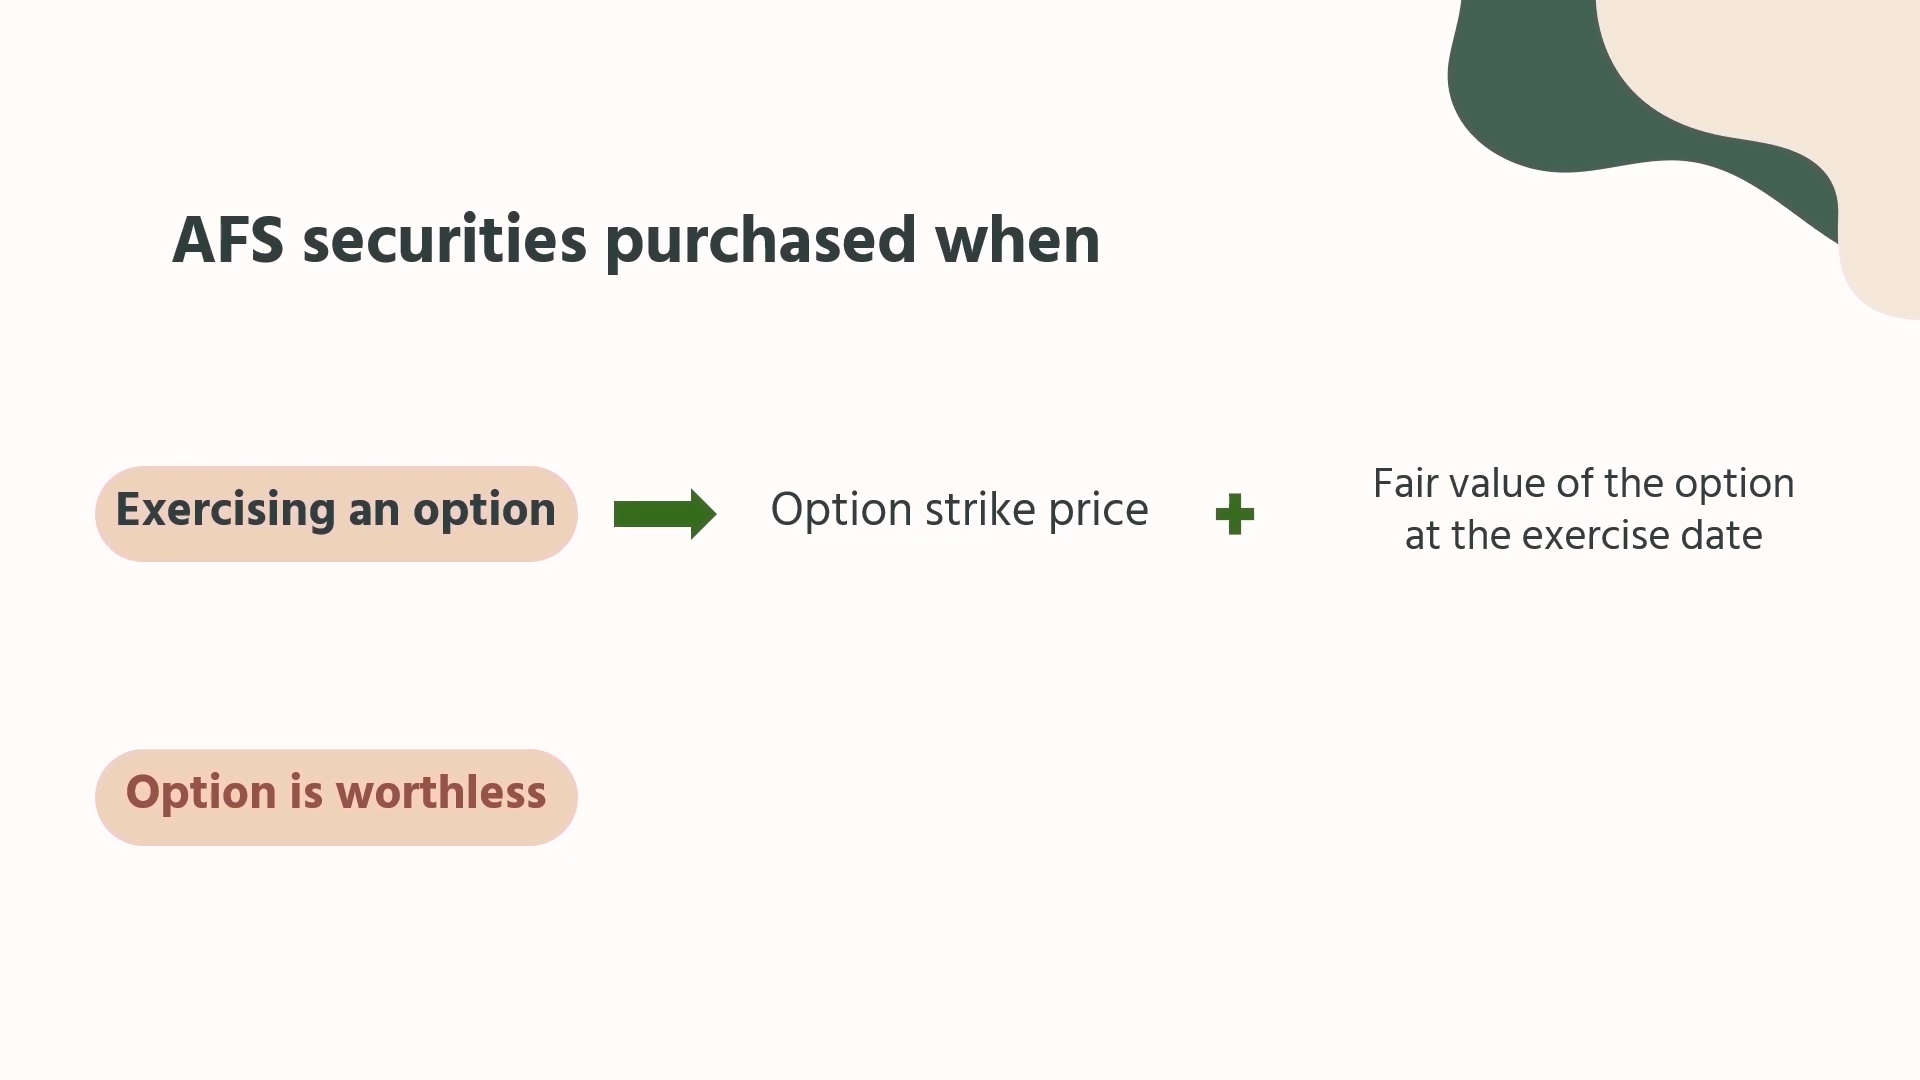 AFS securities purchased when
Exercising an option
Option strike price
Fair value of the option
at the exercise date
Option is worthless